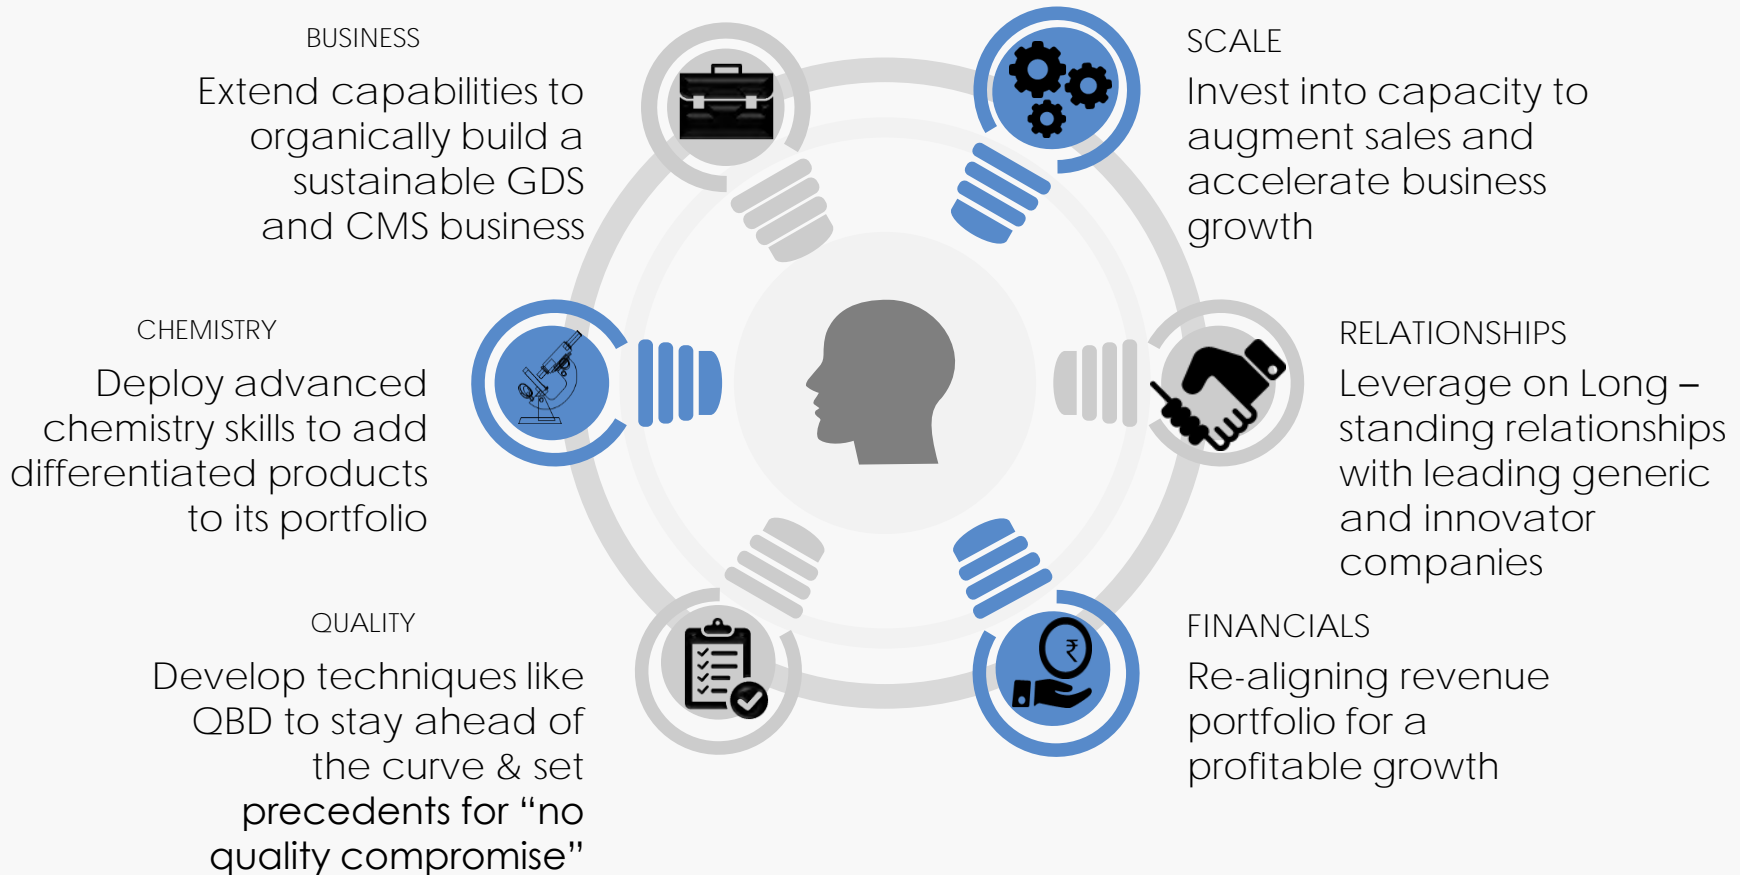 BUSINESS
Extend capabilities to
organically build a
sustainable GDS
and CMS business
SCALE
Invest into capacity to
augment sales and
accelerate business
growth
CHEMISTRY
Deploy advanced
chemistry skills to add
differentiated products
to its portfolio
RELATIONSHIPS
Leverage on Long –
standing relationships
with leading generic
and innovator
companies
QUALITY
Develop techniques like
QBD to stay ahead of
the curve & set
precedents for “no
quality compromise”
₹
FINANCIALS
Re-aligning revenue
portfolio for a
profitable growth